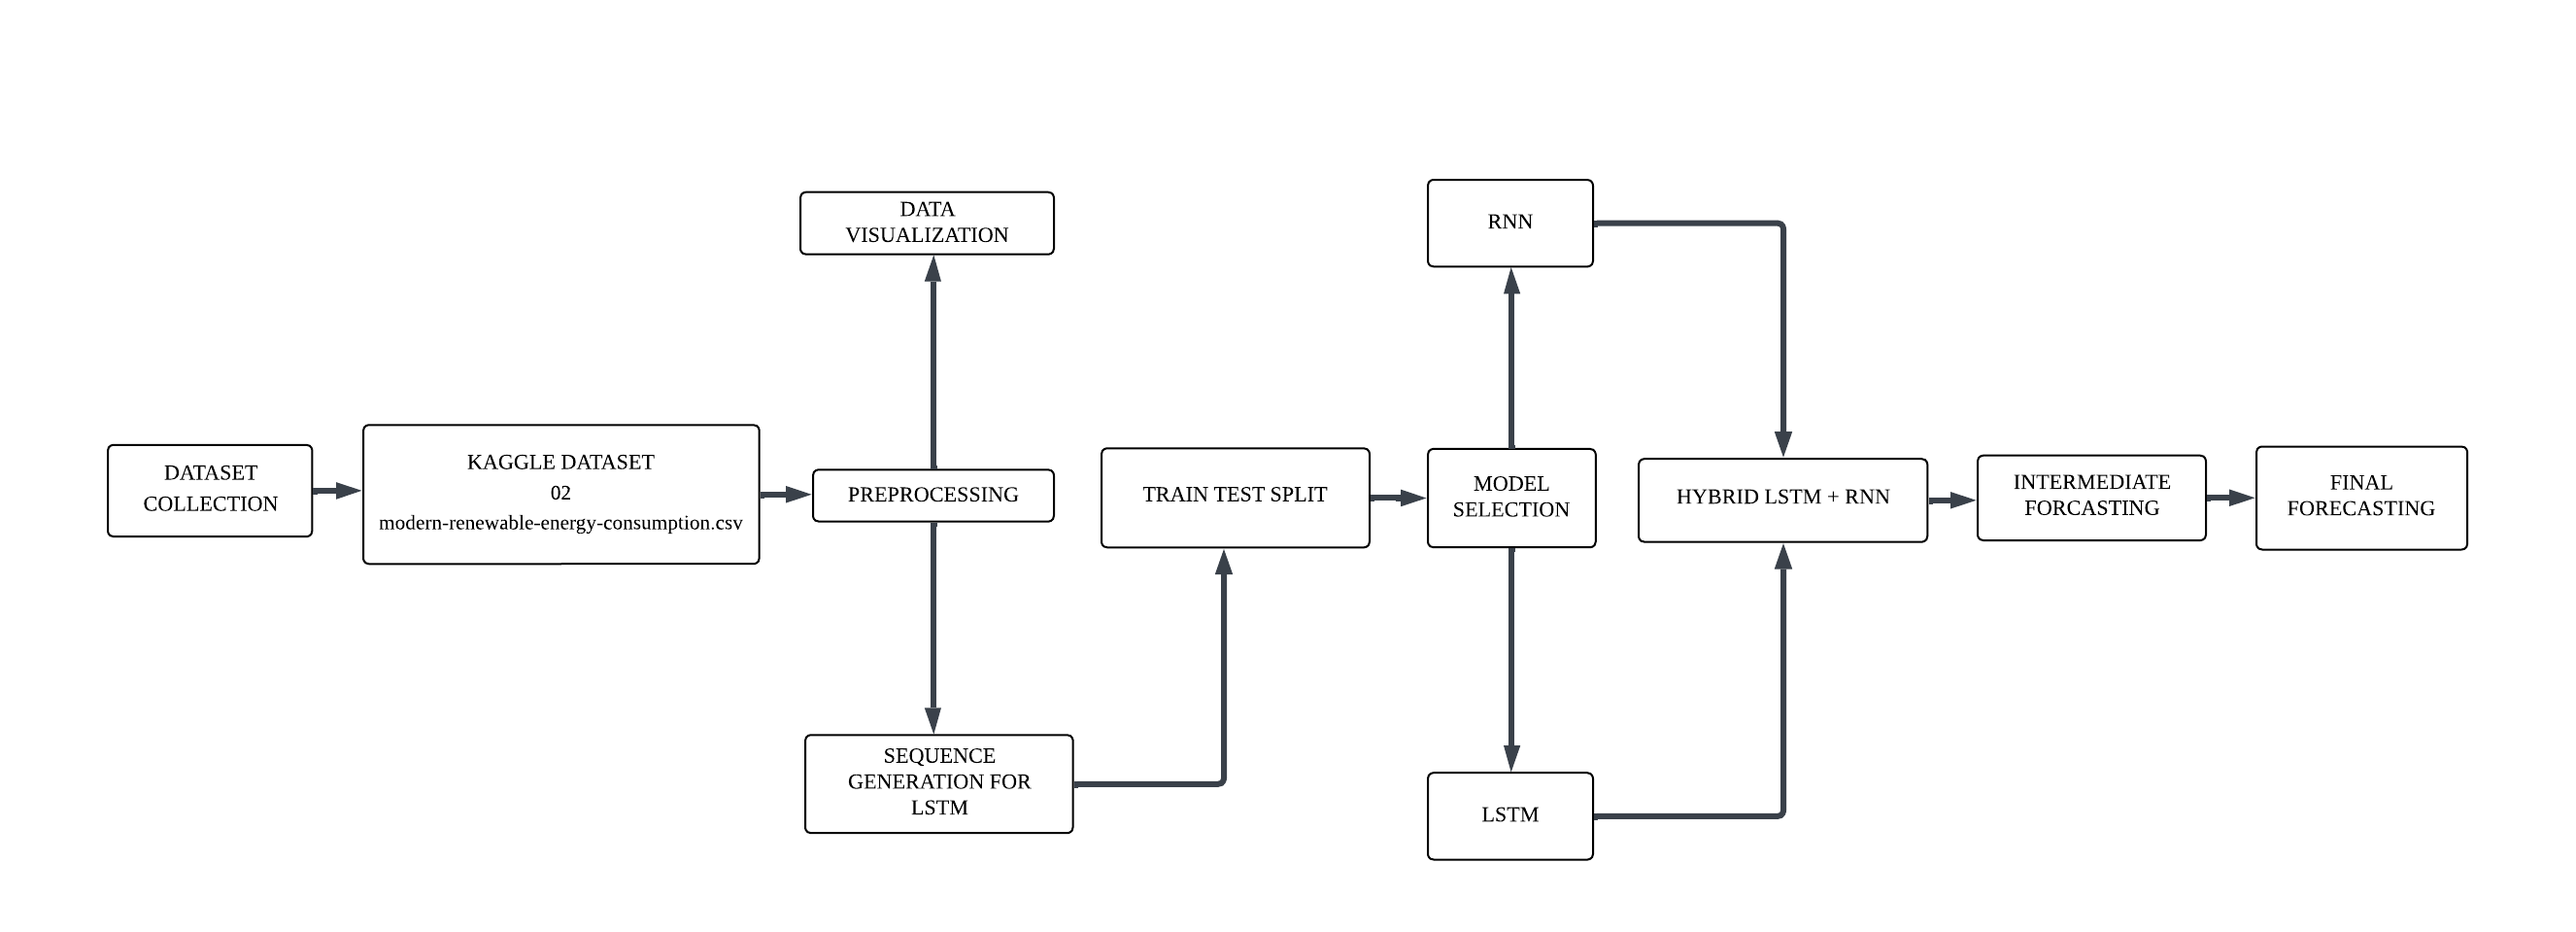 DATASET
COLLECTION
KAGGLE DATASET
02
modern-renewable-energy-consumption.csv
DATA
VISUALIZATION
PREPROCESSING
SEQUENCE
GENERATION FOR
LSTM
TRAIN TEST SPLIT
MODEL
SELECTION
RNN
LSTM
HYBRID LSTM + RNN
INTERMEDIATE
FORCASTING
FINAL
FORECASTING